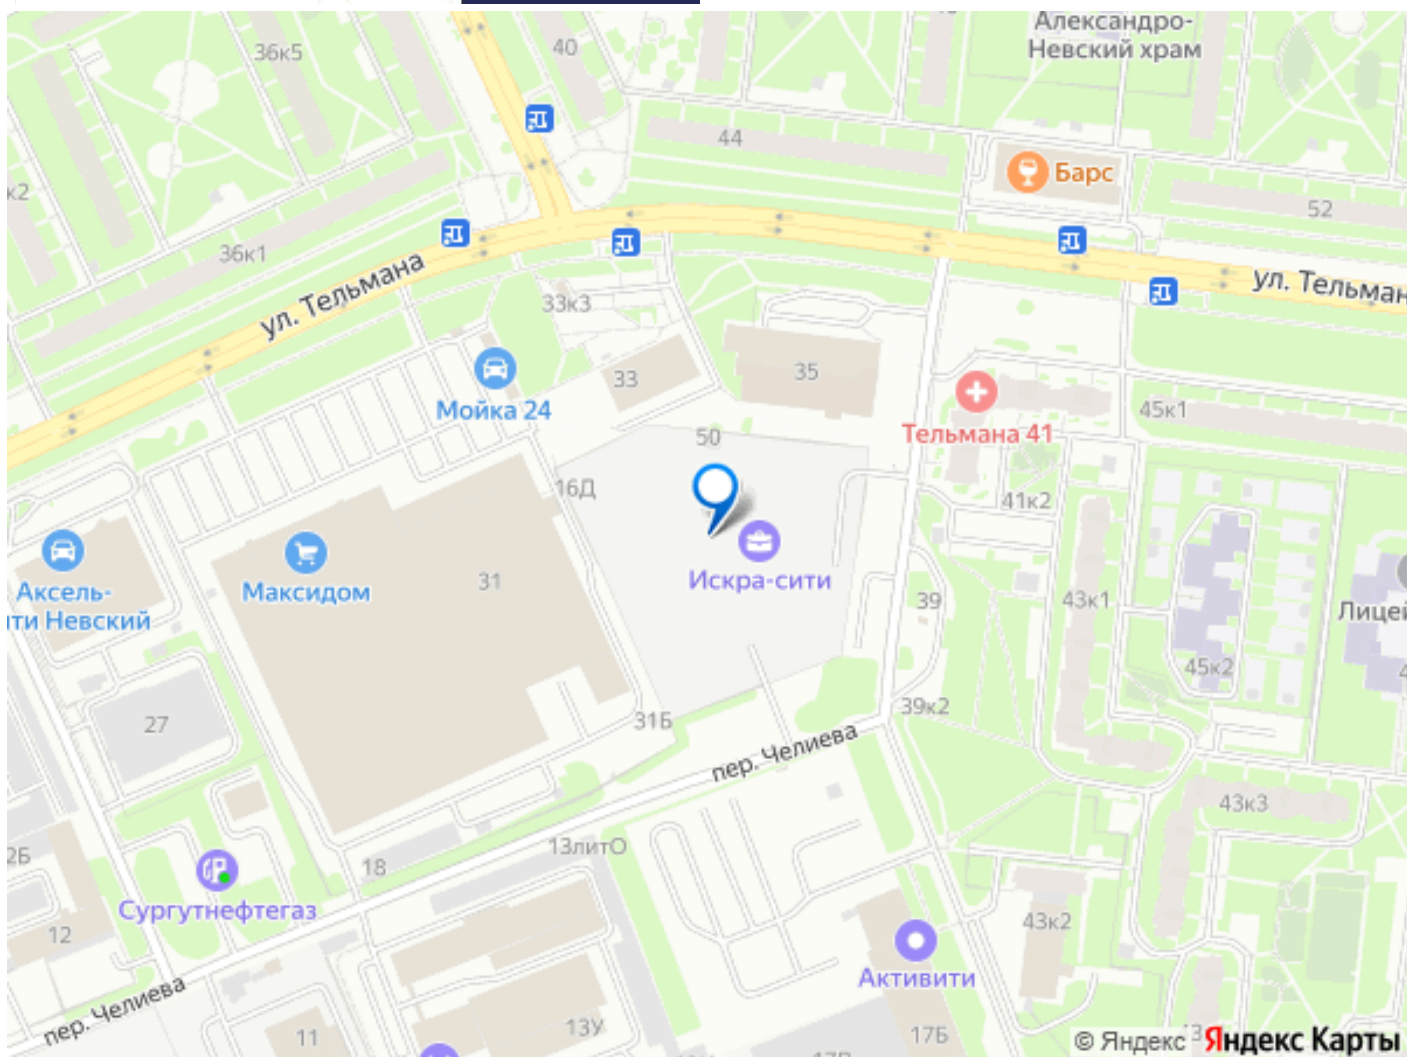 Александро-
Невский храм
36к5
40
44
Барс
к2
52
36к1
ул. Тельмана
ул. Тельман
33к3
33
35
Мойка 24
45к1
Тельмана 41
50
16Д
41к2
Искра-сити
Аксель-
ти Невский
Максидом
31
39
43к1
Лицей
45к2
27
31Б
39к2
пер. Челиева
43к3
2Б
18
13литО
Сургутнефтегаз
12
43к2
Активити
пер. Челиева
11
13У
17Б
© Яндекс
Яндекс Карты